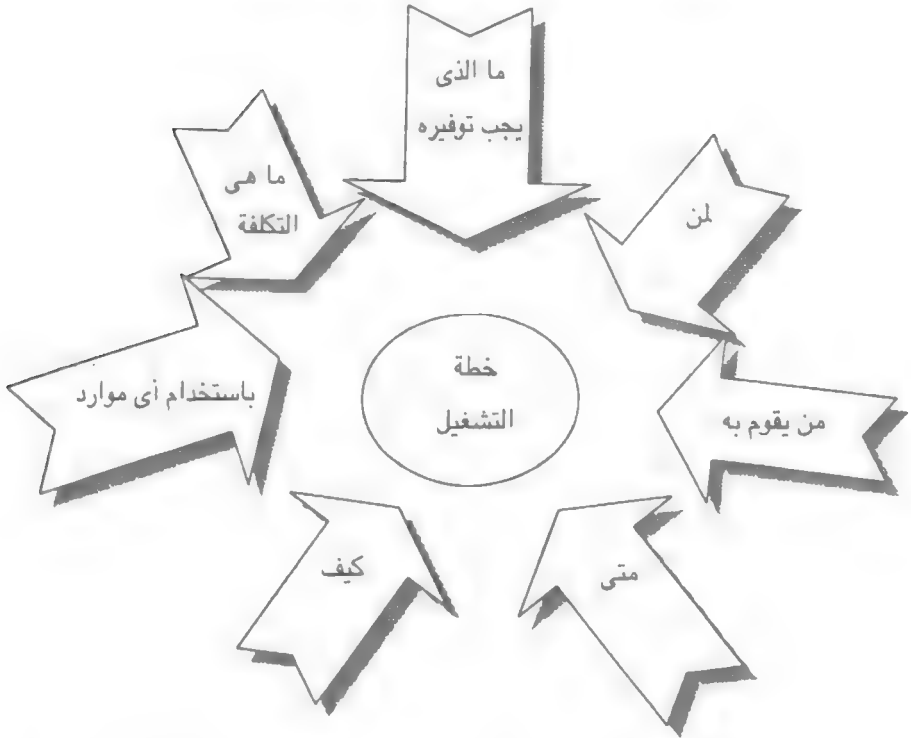 ما الذى
يجب توفيره
لمن
من يقوم به
متى
كيف
باستخدام أى موارد
ما هى
التكلفة
خطة
التشغيل